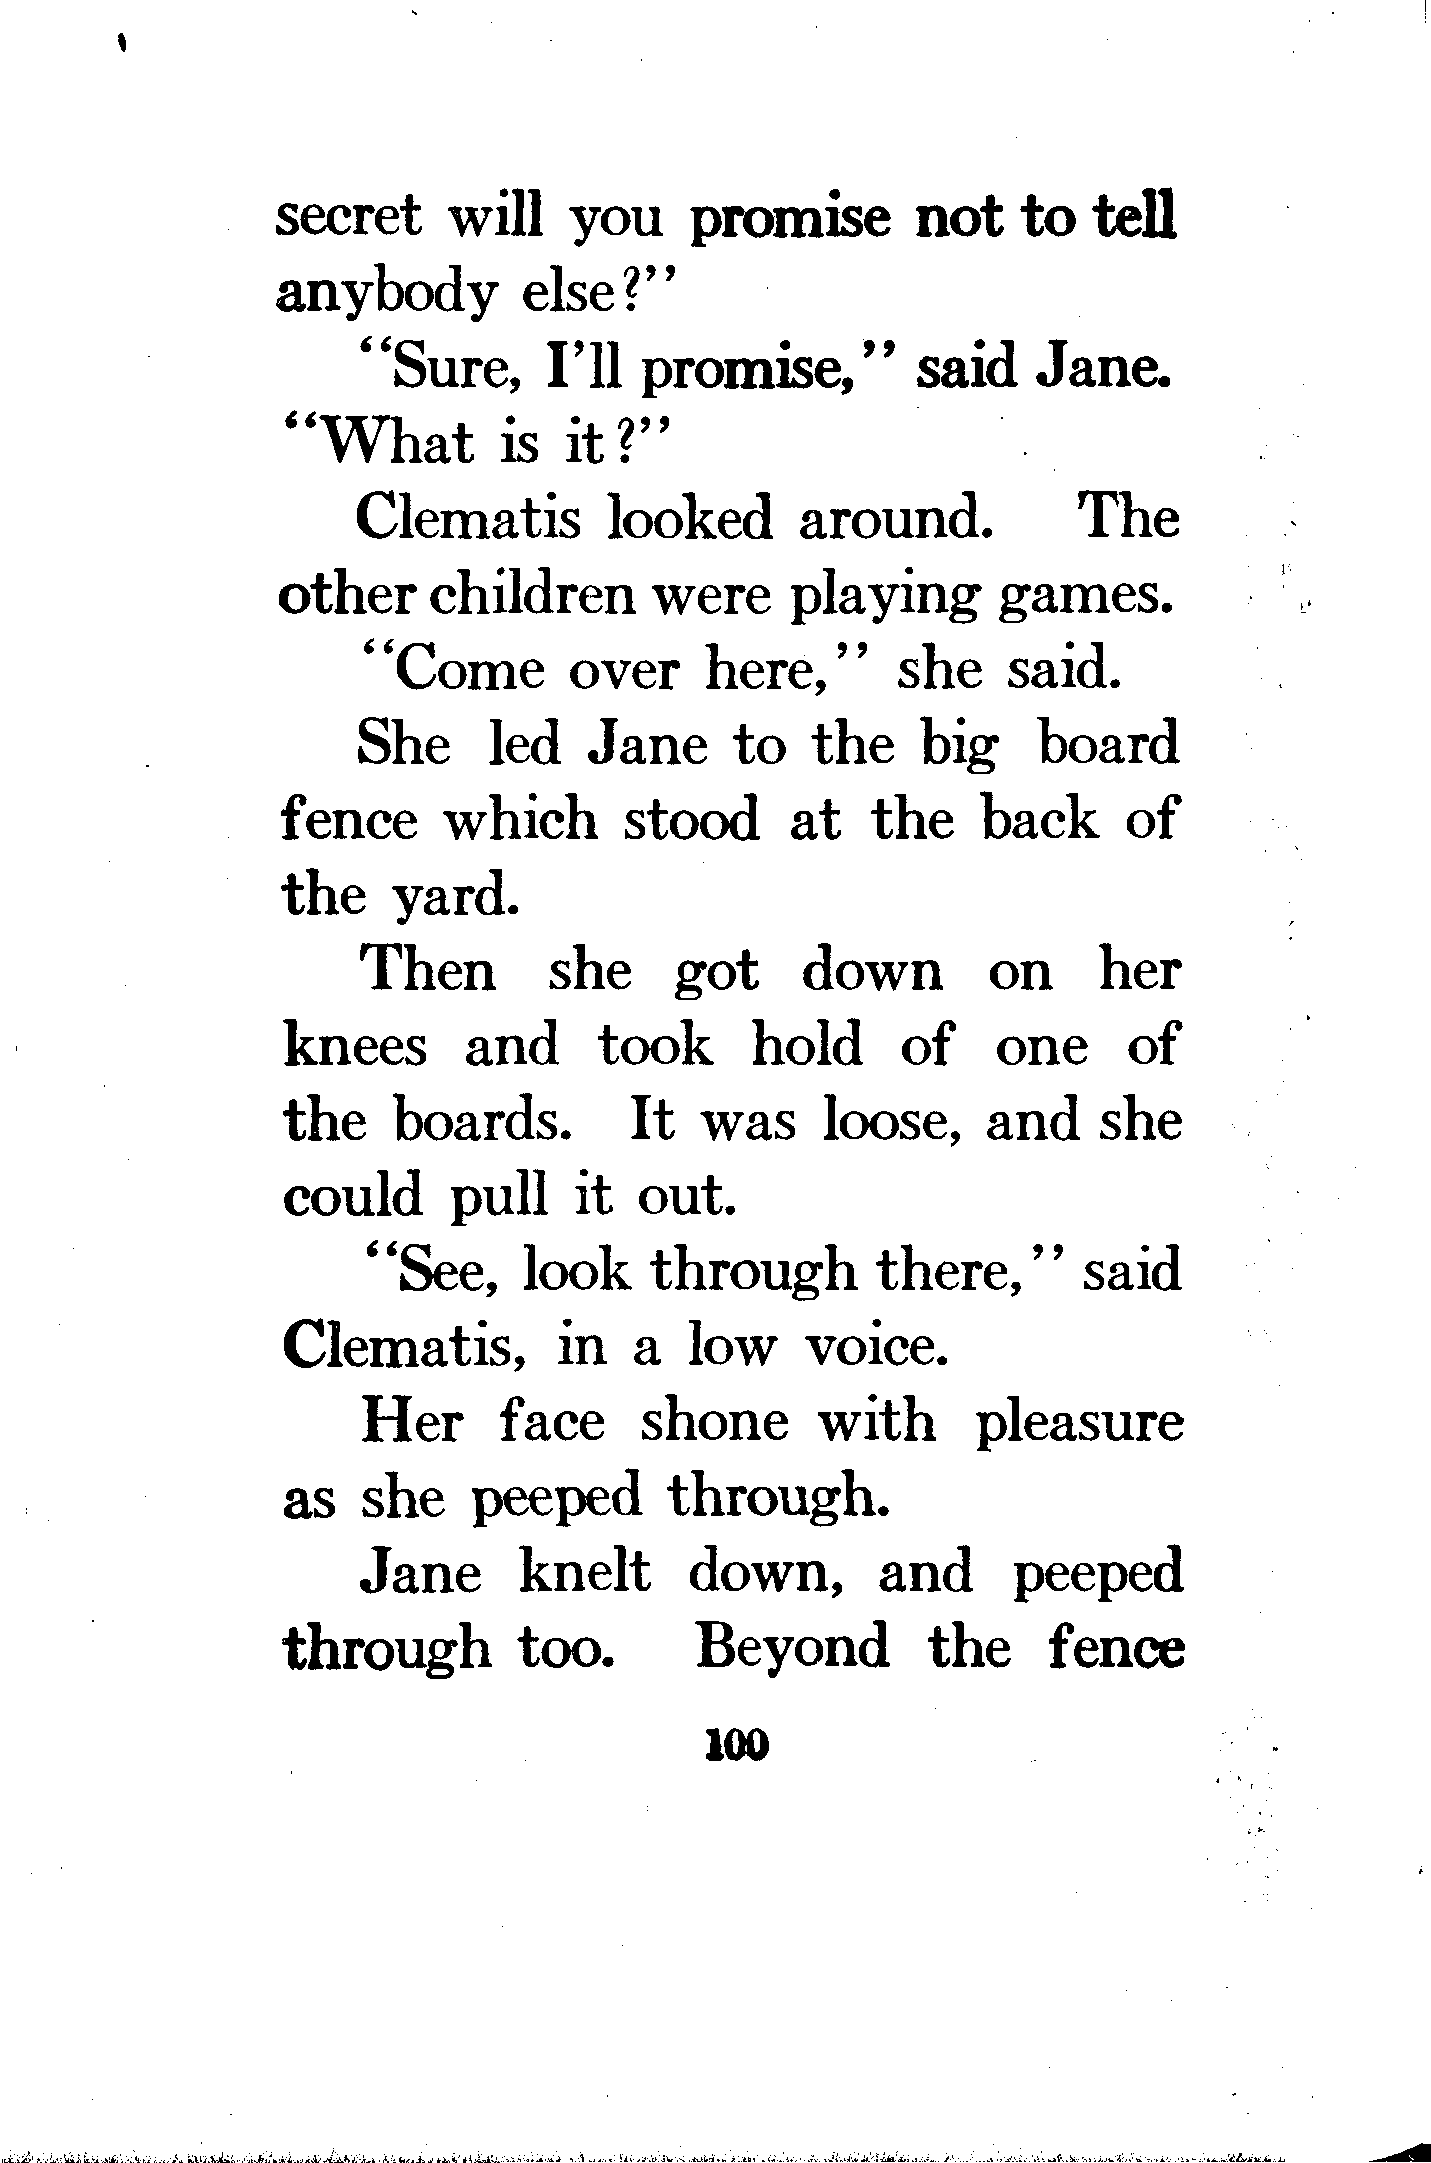 secret will you promise not to tell
anybody else?"
"Sure, I'll promise," said Jane.
"What is it?"
Clematis looked around. The
other children were playing games.
"Come over here," she said.
She led Jane to the big board
fence which stood at the back of
the yard.
Then she got down on her
knees and took hold of one of
the boards. It was loose, and she
could pull it out.
"See, look through there," said
Clematis, in a low voice.
Her face shone with pleasure
as she peeped through.
Jane knelt down, and peeped
through too. Beyond the fence
100